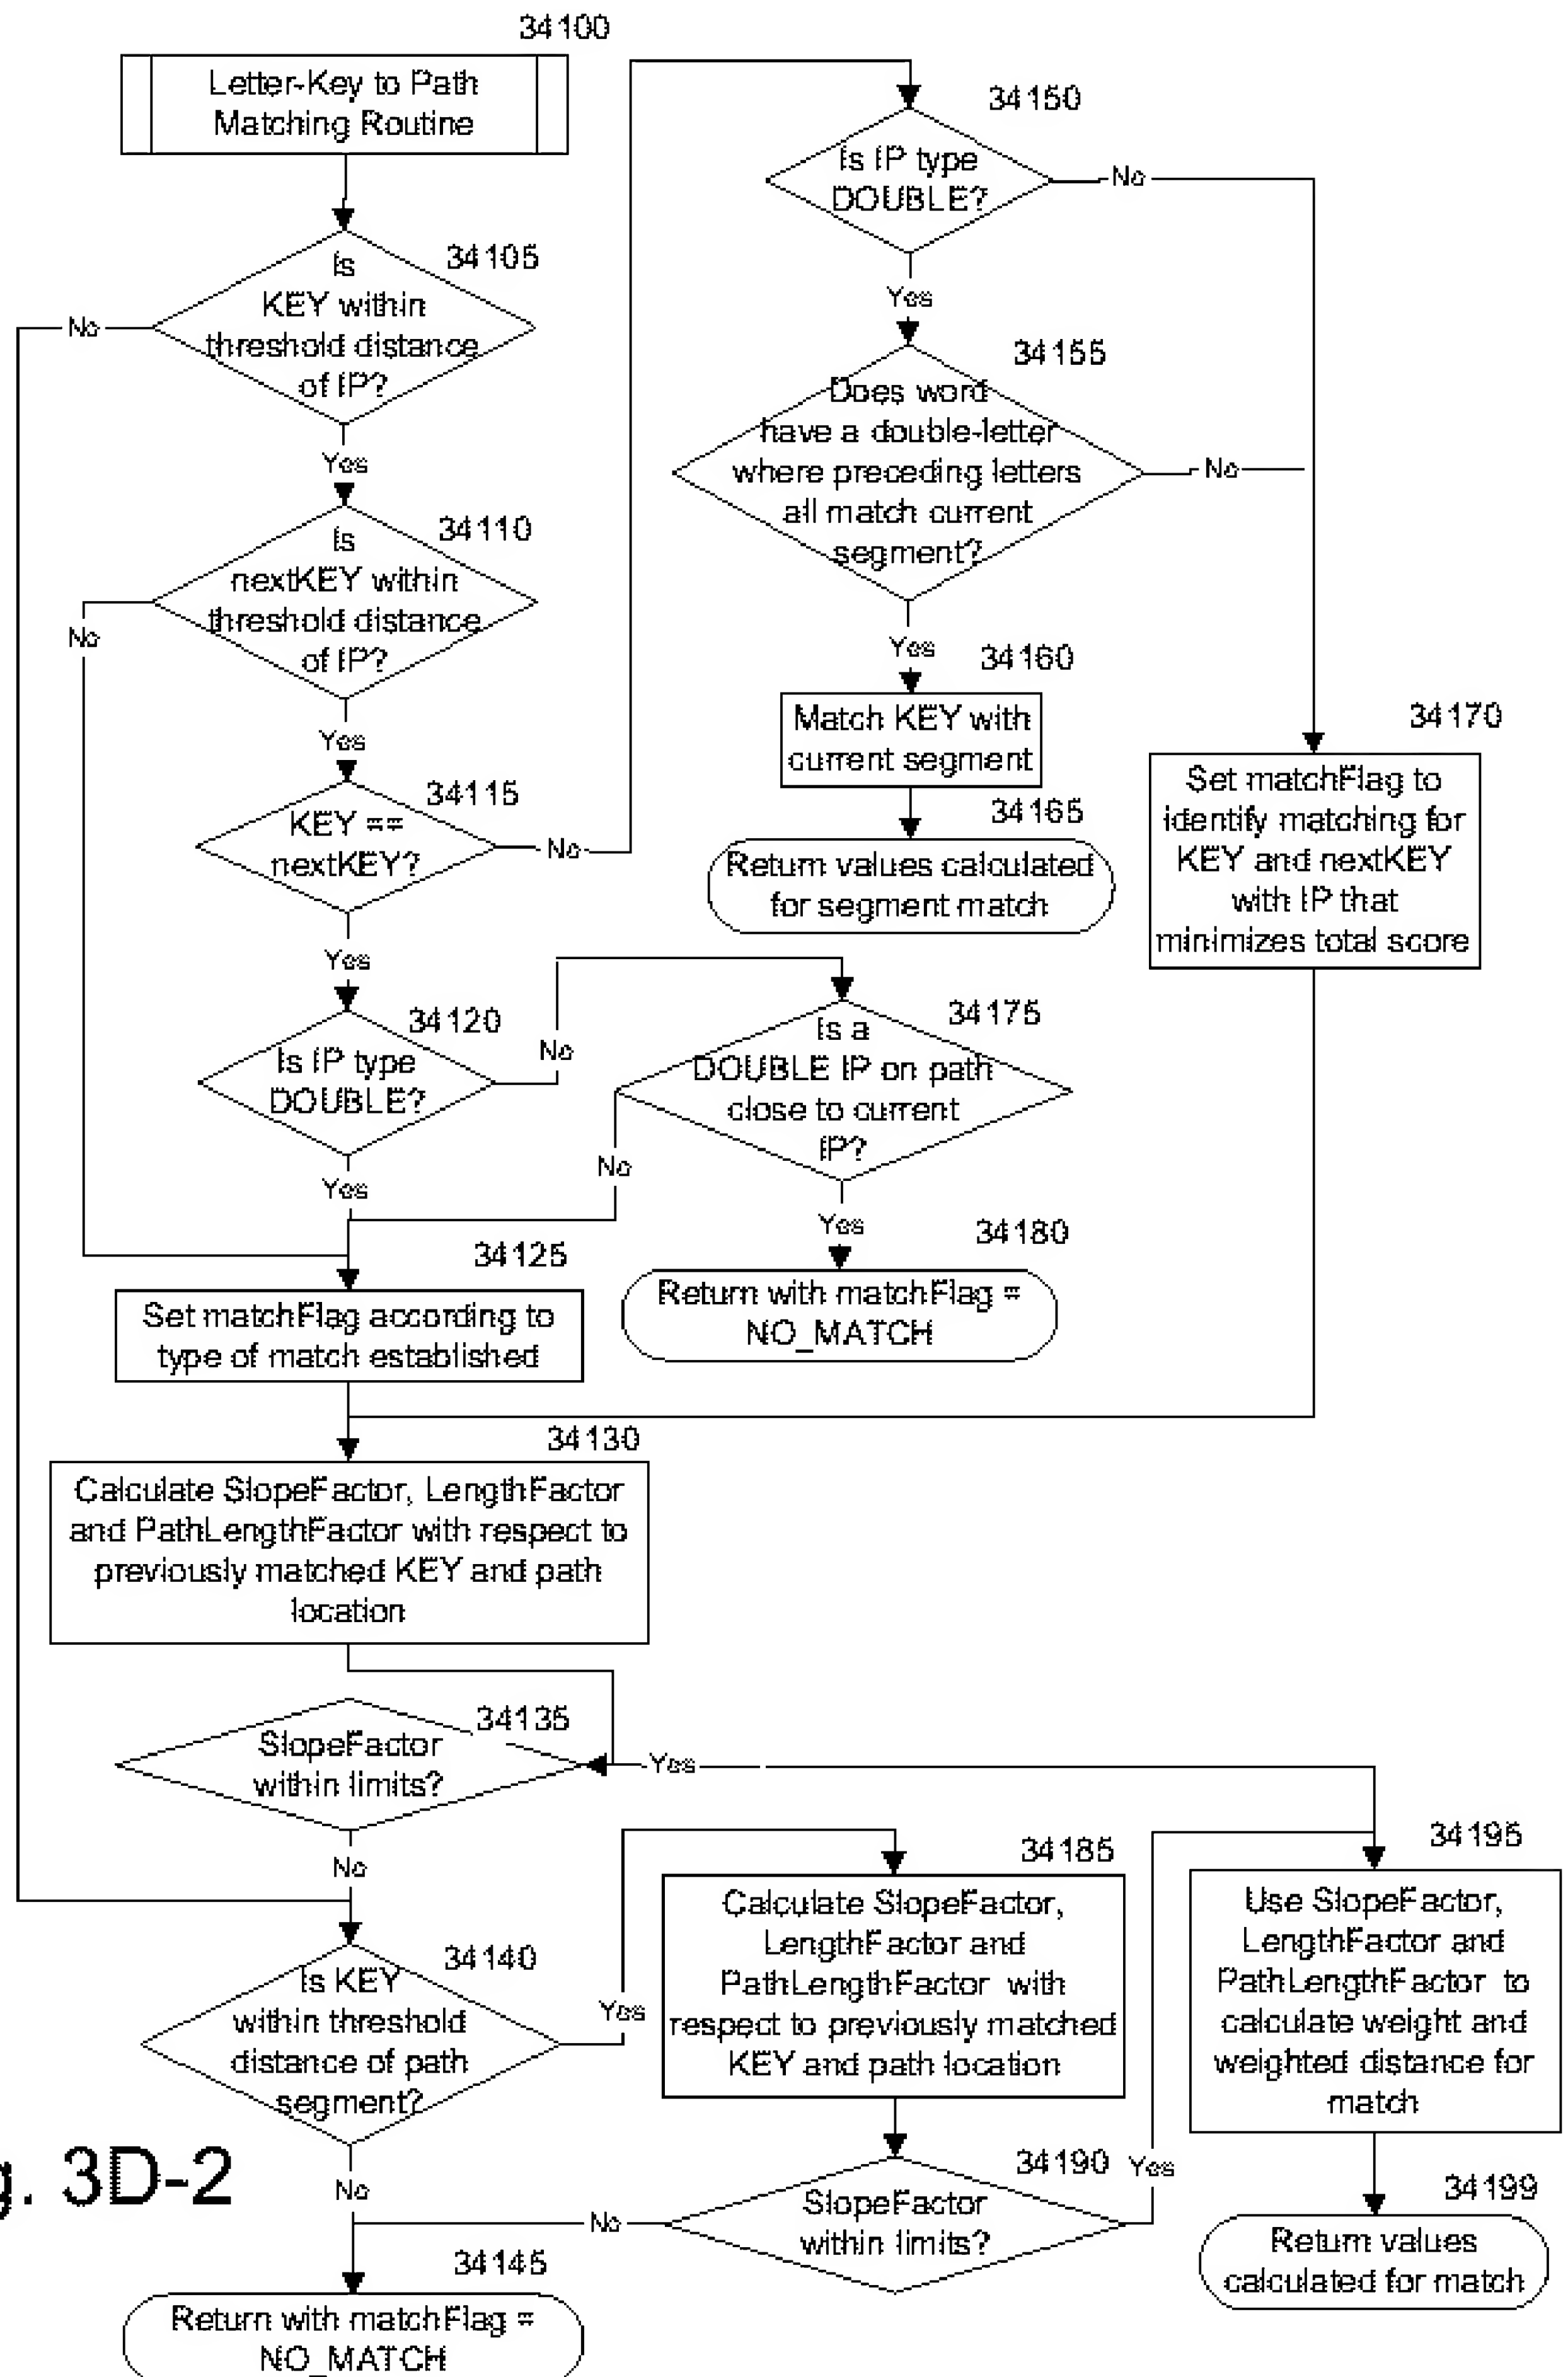 34100
Letter-Key to Path
Matching Routine
34105
Is
KEY within
threshold distance
of IP?
No
Yes
34110
Is
nextKEY within
threshold distance
of IP?
No
Yes
34115
KEY ==
nextKEY?
No
Yes
34120
Is IP type
DOUBLE?
No
Yes
34125
Set matchFlag according to
type of match established
34130
Calculate SlopeFactor, LengthFactor
and PathLengthFactor with respect to
previously matched KEY and path
location
34135
SlopeFactor
within limits?
Yes
No
34140
Is KEY
within threshold
distance of path
segment?
Yes
No
34145
Return with matchFlag =
NO_MATCH
34150
Is IP type
DOUBLE?
No
Yes
34155
Does word
have a double-letter
where preceding letters
all match current
segment?
No
Yes
34160
Match KEY with
current segment
34165
Return values calculated
for segment match
34170
Set matchFlag to
identify matching for
KEY and nextKEY
with IP that
minimizes total score
34175
Is a
DOUBLE IP on path
close to current
IP?
No
Yes
34180
Return with matchFlag =
NO_MATCH
34185
Calculate SlopeFactor,
LengthFactor and
PathLengthFactor with
respect to previously matched
KEY and path location
34190
SlopeFactor
within limits?
No
Yes
34195
Use SlopeFactor,
LengthFactor and
PathLengthFactor to
calculate weight and
weighted distance for
match
34199
Return values
calculated for match
g. 3D-2